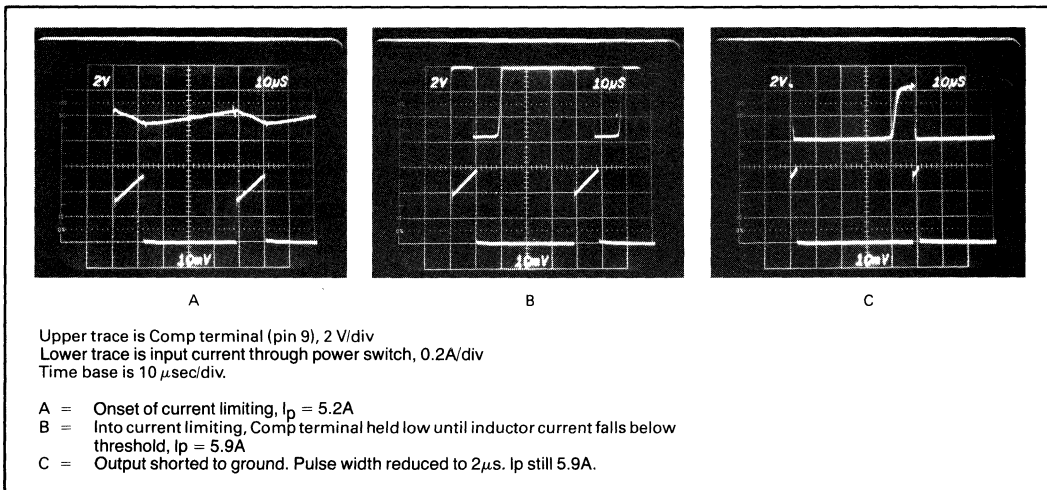 2V 10μS
10mV
2V 10μS
10mV
2V 10μS
10mV
A B C
Upper trace is Comp terminal (pin 9), 2 V/div
Lower trace is input current through power switch, 0.2A/div
Time base is 10 μsec/div.
A = Onset of current limiting, Ip = 5.2A
B = Into current limiting, Comp terminal held low until inductor current falls below
threshold, Ip = 5.9A
C = Output shorted to ground. Pulse width reduced to 2μs. Ip still 5.9A.